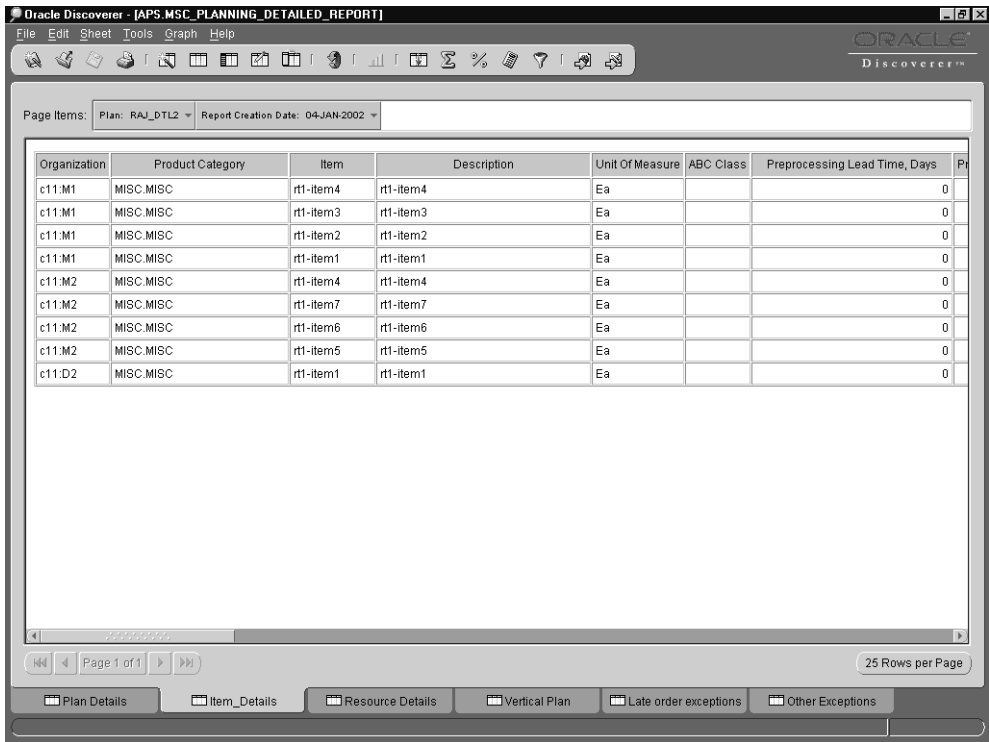 Oracle Discoverer - [APS.MSC_PLANNING_DETAILED_REPORT]
File Edit Sheet Tools Graph Help
ORACLE
Discoverer™
Page Items: Plan: RAJ_DTL2 Report Creation Date: 04-JAN-2002
Organization Product Category Item Description Unit Of Measure ABC Class Preprocessing Lead Time, Days Pr
c11:M1 MISC.MISC rt1-item4 rt1-item4 Ea 0
c11:M1 MISC.MISC rt1-item3 rt1-item3 Ea 0
c11:M1 MISC.MISC rt1-item2 rt1-item2 Ea 0
c11:M1 MISC.MISC rt1-item1 rt1-item1 Ea 0
c11:M2 MISC.MISC rt1-item4 rt1-item4 Ea 0
c11:M2 MISC.MISC rt1-item7 rt1-item7 Ea 0
c11:M2 MISC.MISC rt1-item6 rt1-item6 Ea 0
c11:M2 MISC.MISC rt1-item5 rt1-item5 Ea 0
c11:D2 MISC.MISC rt1-item1 rt1-item1 Ea 0
Page 1 of 1 25 Rows per Page
Plan Details Item_Details Resource Details Vertical Plan Late order exceptions Other Exceptions